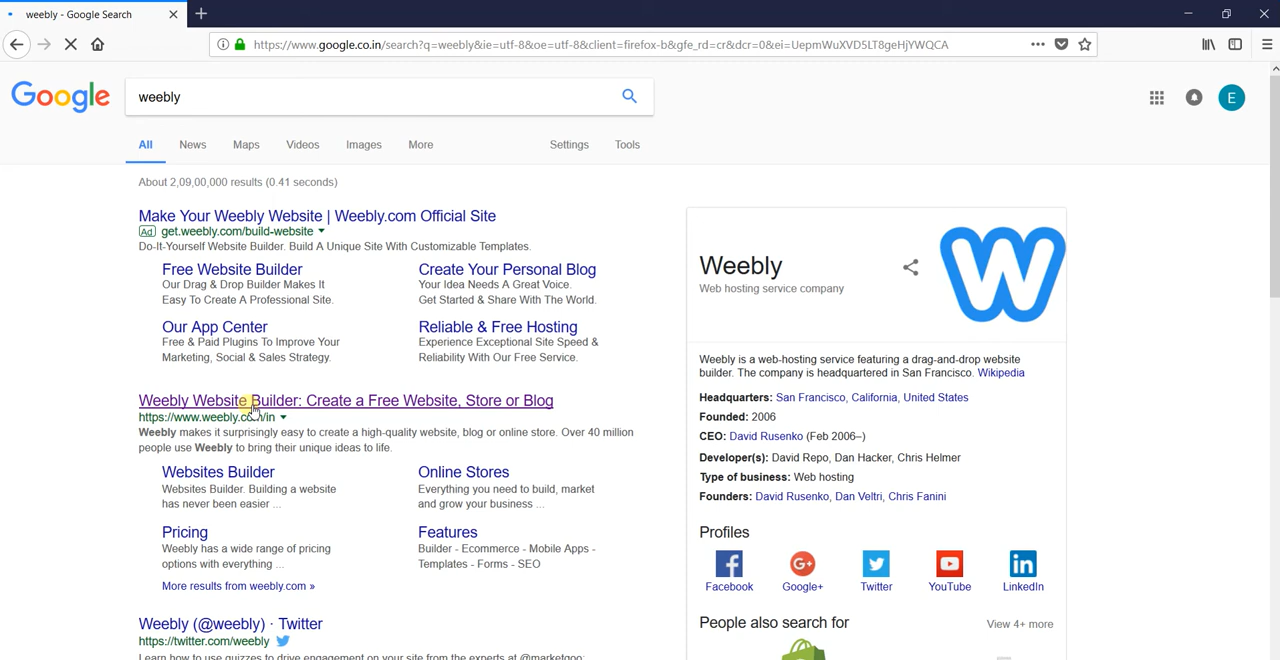 weebly - Google Search
https://www.google.co.in/search?q=weebly&ie=utf-8&oe=utf-8&client=firefox-b&gfe_rd=cr&dcr=0&ei=UepmWuXVD5LT8geHjYWQCA
Google
weebly
E
All
News
Maps
Videos
Images
More
Settings
Tools
About 2,09,00,000 results (0.41 seconds)
Make Your Weebly Website | Weebly.com Official Site
Ad get.weebly.com/build-website
Do-It-Yourself Website Builder. Build A Unique Site With Customizable Templates.
Free Website Builder
Our Drag & Drop Builder Makes It
Easy To Create A Professional Site.
Create Your Personal Blog
Your Idea Needs A Great Voice.
Get Started & Share With The World.
Our App Center
Free & Paid Plugins To Improve Your
Marketing, Social & Sales Strategy.
Reliable & Free Hosting
Experience Exceptional Site Speed &
Reliability With Our Free Service.
Weebly Website Builder: Create a Free Website, Store or Blog
https://www.weebly.com/in
Weebly makes it surprisingly easy to create a high-quality website, blog or online store. Over 40 million
people use Weebly to bring their unique ideas to life.
Websites Builder
Websites Builder. Building a website
has never been easier ...
Online Stores
Everything you need to build, market
and grow your business ...
Pricing
Weebly has a wide range of pricing
options with everything ...
Features
Builder - Ecommerce - Mobile Apps -
Templates - Forms - SEO
More results from weebly.com »
Weebly (@weebly) · Twitter
https://twitter.com/weebly
Learn how to use quizzes to drive engagement on your site from the experts at @marketgoo:
Weebly
Web hosting service company
W
Weebly is a web-hosting service featuring a drag-and-drop website
builder. The company is headquartered in San Francisco. Wikipedia
Headquarters: San Francisco, California, United States
Founded: 2006
CEO: David Rusenko (Feb 2006–)
Developer(s): David Repo, Dan Hacker, Chris Helmer
Type of business: Web hosting
Founders: David Rusenko, Dan Veltri, Chris Fanini
Profiles
Facebook
Google+
Twitter
YouTube
LinkedIn
People also search for
View 4+ more